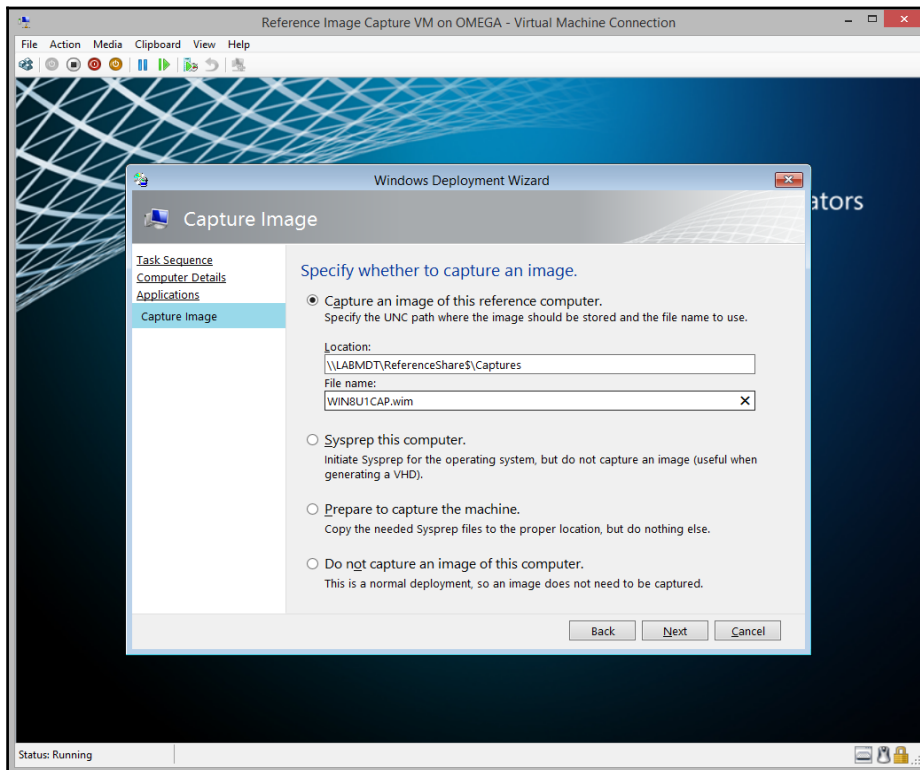 Reference Image Capture VM on OMEGA - Virtual Machine Connection
File Action Media Clipboard View Help
ators
Windows Deployment Wizard
Capture Image
Task Sequence
Computer Details
Applications
Capture Image
Specify whether to capture an image.
Capture an image of this reference computer.
Specify the UNC path where the image should be stored and the file name to use.
Location:
\\LABMDT\ReferenceShare$\Captures
File name:
WIN8U1CAP.wim
Sysprep this computer.
Initiate Sysprep for the operating system, but do not capture an image (useful when
generating a VHD).
Prepare to capture the machine.
Copy the needed Sysprep files to the proper location, but do nothing else.
Do not capture an image of this computer.
This is a normal deployment, so an image does not need to be captured.
Back Next Cancel
Status: Running